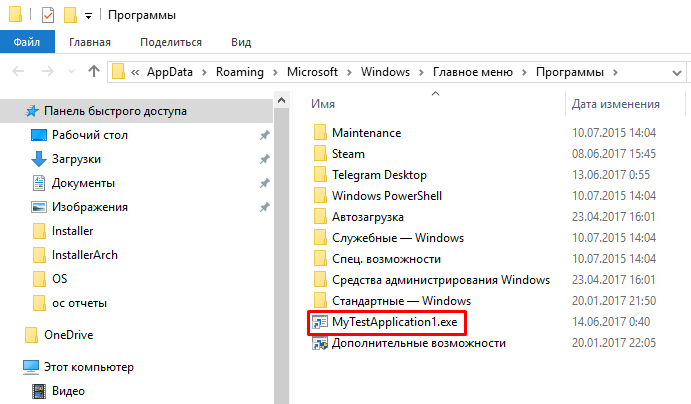 Программы
Файл Главная Поделиться Вид
« AppData › Roaming › Microsoft › Windows › Главное меню › Программы ›
Имя Дата изменения
Панель быстрого доступа
Рабочий стол
Загрузки
Документы
Изображения
Installer
InstallerArch
OS
ос отчеты
OneDrive
Этот компьютер
Видео
Maintenance 10.07.2015 14:04
Steam 08.06.2017 15:45
Telegram Desktop 13.06.2017 0:55
Windows PowerShell 10.07.2015 14:04
Автозагрузка 23.04.2017 16:01
Служебные — Windows 10.07.2015 14:04
Спец. возможности 10.07.2015 14:04
Средства администрирования Windows 23.04.2017 16:01
Стандартные — Windows 20.01.2017 21:50
MyTestApplication1.exe 14.06.2017 0:40
Дополнительные возможности 20.01.2017 22:05